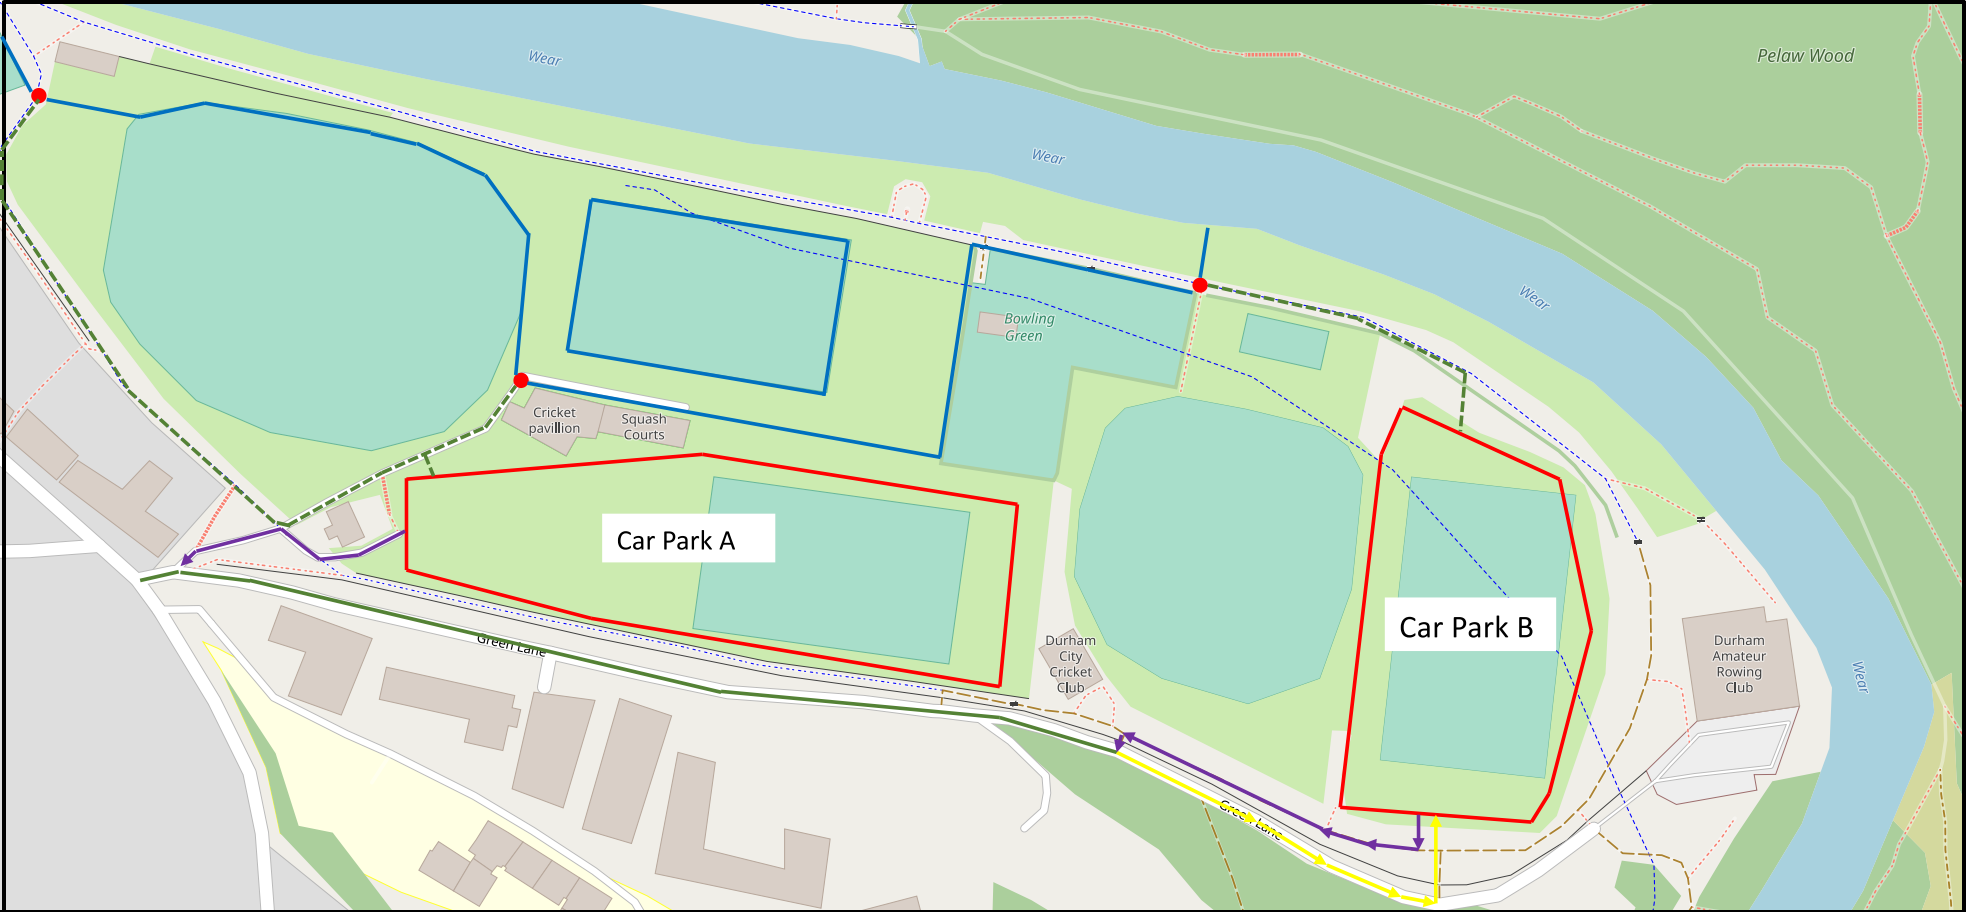 Wear
Pelaw Wood
Wear
Wear
Bowling
Green
Cricket
pavilion
Squash
Courts
Car Park A
Car Park B
Green Lane
Durham
City
Cricket
Club
Durham
Amateur
Rowing
Club
Wear
Green Lane